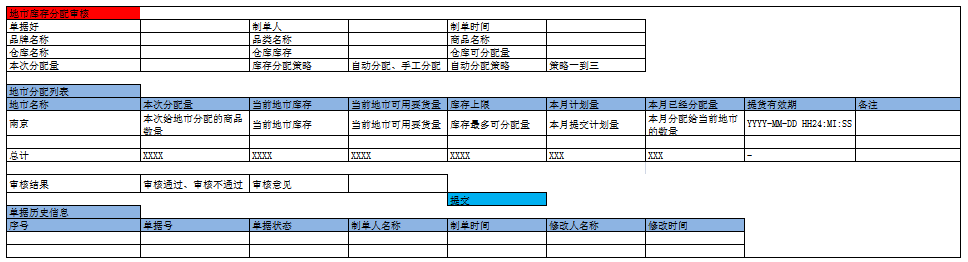 地市库存分配审核
单据好 制单人 制单时间
品牌名称 品类名称 商品名称
仓库名称 仓库库存 仓库可分配量
本次分配量 库存分配策略 自动分配、手工分配 自动分配策略 策略一到三
地市分配列表
地市名称 本次分配量 当前地市库存 当前地市可用要货量 库存上限 本月计划量 本月已经分配量 提货有效期 备注
南京 本次给地市分配的商品数量 当前地市库存 当前地市可用要货量 库存最多可分配量 本月提交计划量 本月分配给当前地市的数量 YYYY-MM-DD HH24:MI:SS
总计 XXXX XXXX XXXX XXXX XXX XXX -
审核结果 审核通过、审核不通过 审核意见
提交
单据历史信息
序号 单据号 单据状态 制单人名称 制单时间 修改人名称 修改时间